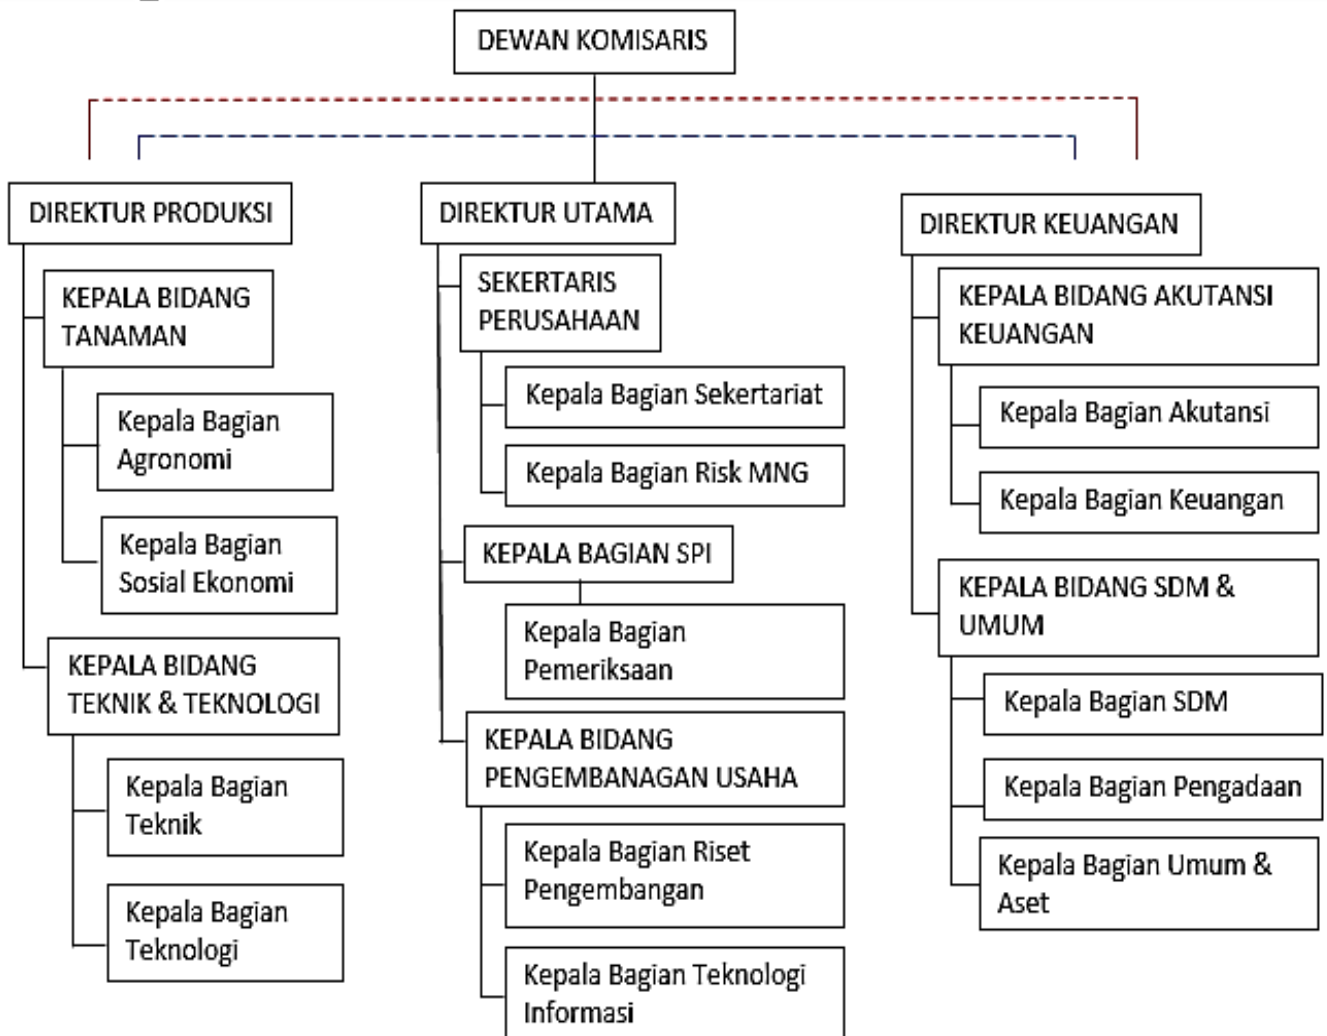 DEWAN KOMISARIS
DIREKTUR PRODUKSI
KEPALA BIDANG
TANAMAN
Kepala Bagian
Agronomi
Kepala Bagian
Sosial Ekonomi
KEPALA BIDANG
TEKNIK & TEKNOLOGI
Kepala Bagian
Teknik
Kepala Bagian
Teknologi
DIREKTUR UTAMA
SEKERTARIS
PERUSAHAAN
Kepala Bagian Sekertariat
Kepala Bagian Risk MNG
KEPALA BAGIAN SPI
Kepala Bagian
Pemeriksaan
KEPALA BIDANG
PENGEMBANAGAN USAHA
Kepala Bagian Riset
Pengembangan
Kepala Bagian Teknologi
Informasi
DIREKTUR KEUANGAN
KEPALA BIDANG AKUTANSI
KEUANGAN
Kepala Bagian Akutansi
Kepala Bagian Keuangan
KEPALA BIDANG SDM &
UMUM
Kepala Bagian SDM
Kepala Bagian Pengadaan
Kepala Bagian Umum &
Aset